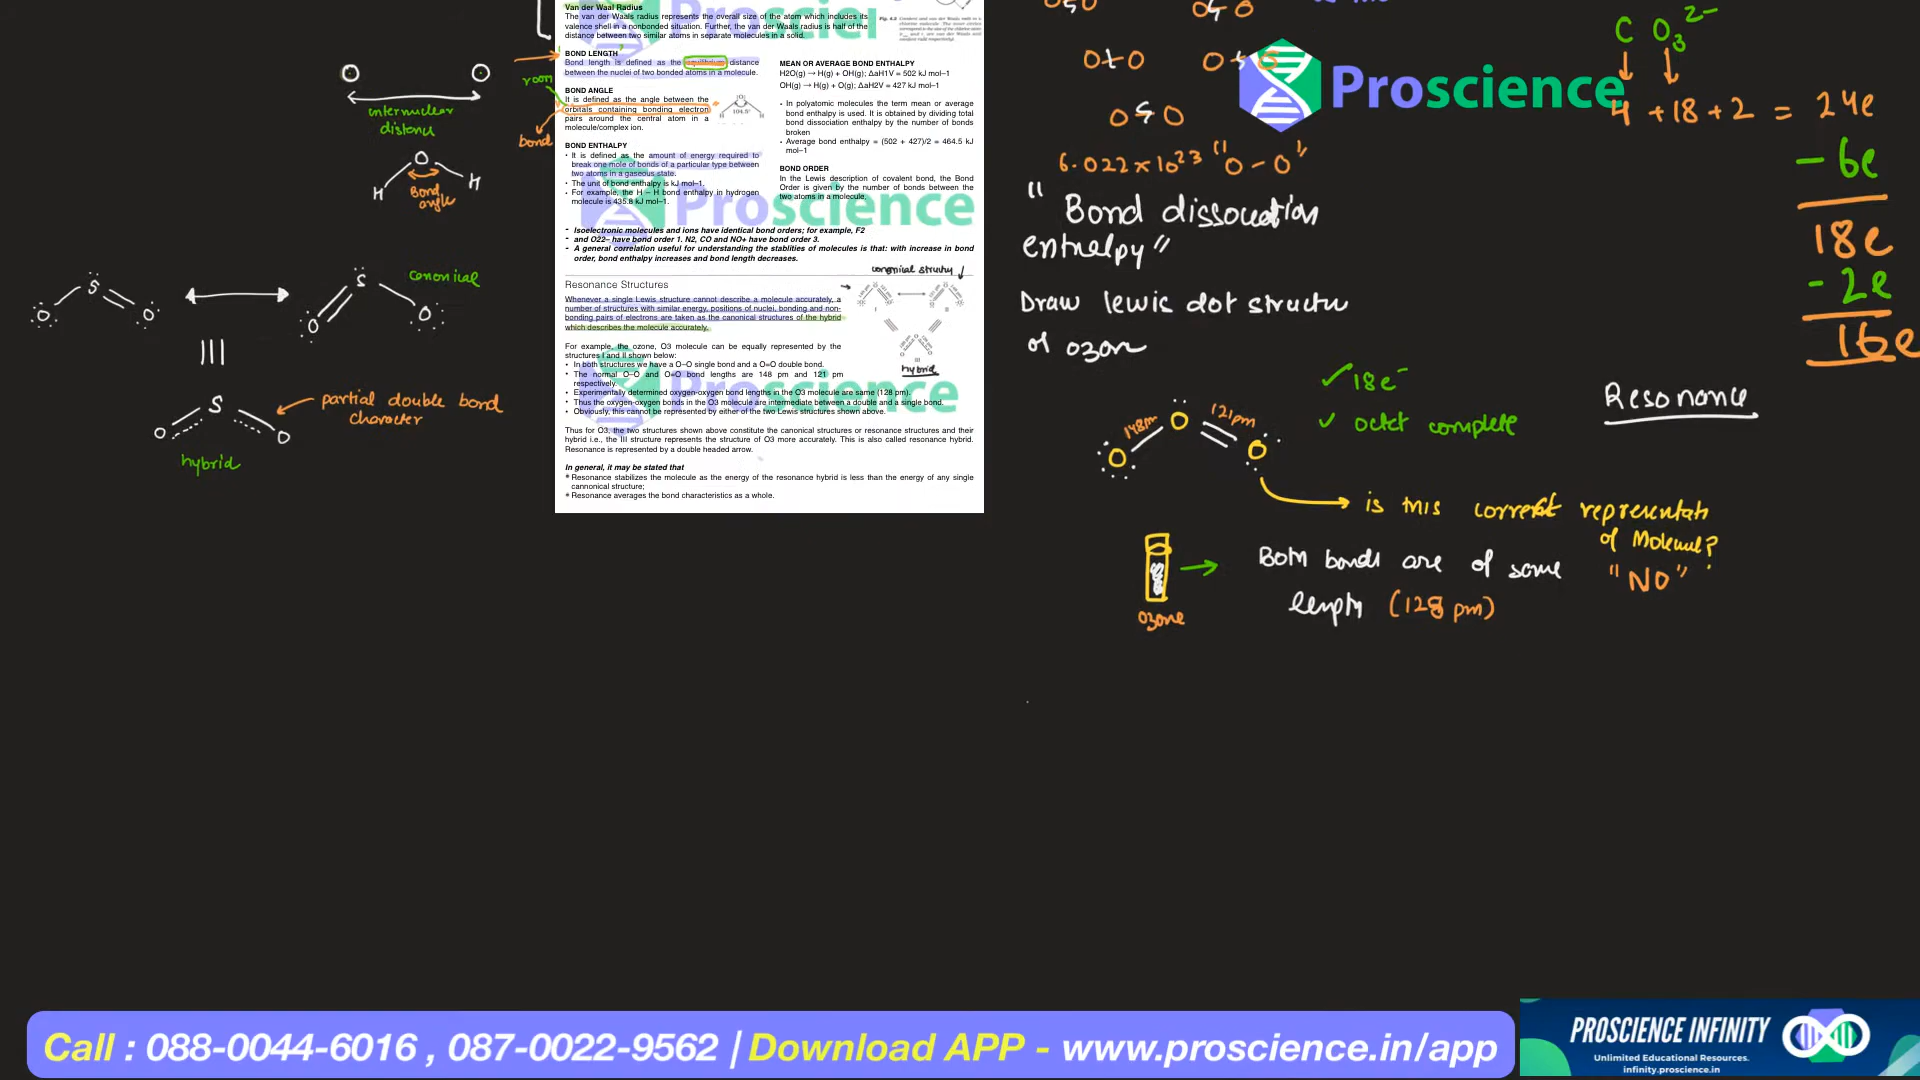 O
O
internuclear
distance
O
H
H
Bond
angle
room
bond
S
O
O
S
O
O
canonical
S
O
O
hybrid
partial double bond
character
Van der Waal Radius
The van der Waals radius represents the overall size of the atom which includes its
valence shell in a nonbonded situation. Further, the van der Waals radius is half of the
distance between two similar atoms in separate molecules in a solid.
BOND LENGTH
Bond length is defined as the equilibrium distance
between the nuclei of two bonded atoms in a molecule.
BOND ANGLE
It is defined as the angle between the
orbitals containing bonding electron
pairs around the central atom in a
molecule/complex ion.
104.5°
BOND ENTHALPY
• It is defined as the amount of energy required to
break one mole of bonds of a particular type between
two atoms in a gaseous state.
• The unit of bond enthalpy is kJ mol–1.
• For example, the H – H bond enthalpy in hydrogen
molecule is 435.8 kJ mol–1.
MEAN OR AVERAGE BOND ENTHALPY
H2O(g) → H(g) + OH(g); ΔaH1V = 502 kJ mol–1
OH(g) → H(g) + O(g); ΔaH2V = 427 kJ mol–1
• In polyatomic molecules the term mean or average
bond enthalpy is used. It is obtained by dividing total
bond dissociation enthalpy by the number of bonds
broken
• Average bond enthalpy = (502 + 427)/2 = 464.5 kJ
mol–1
BOND ORDER
In the Lewis description of covalent bond, the Bond
Order is given by the number of bonds between the
two atoms in a molecule.
- Isoelectronic molecules and ions have identical bond orders; for example, F2
- and O22– have bond order 1. N2, CO and NO+ have bond order 3.
- A general correlation useful for understanding the stablities of molecules is that: with increase in bond
order, bond enthalpy increases and bond length decreases.
Resonance Structures
Whenever a single Lewis structure cannot describe a molecule accurately, a
number of structures with similar energy, positions of nuclei, bonding and non-
bonding pairs of electrons are taken as the canonical structures of the hybrid
which describes the molecule accurately.
For example, the ozone, O3 molecule can be equally represented by the
structures I and II shown below:
• In both structures we have a O–O single bond and a O=O double bond.
• The normal O–O and O=O bond lengths are 148 pm and 121 pm
respectively.
• Experimentally determined oxygen-oxygen bond lengths in the O3 molecule are same (128 pm).
• Thus the oxygen-oxygen bonds in the O3 molecule are intermediate between a double and a single bond.
• Obviously, this cannot be represented by either of the two Lewis structures shown above.
Thus for O3, the two structures shown above constitute the canonical structures or resonance structures and their
hybrid i.e., the III structure represents the structure of O3 more accurately. This is also called resonance hybrid.
Resonance is represented by a double headed arrow.
In general, it may be stated that
* Resonance stabilizes the molecule as the energy of the resonance hybrid is less than the energy of any single
cannonical structure;
* Resonance averages the bond characteristics as a whole.
hybrid
Proscience
6.022×10²³ "O – O"
" Bond dissociation
enthalpy"
Draw lewis dot structu
of ozone
C O₃²⁻
4 + 18 + 2 = 24e
- 6e
18e
- 2e
16e
Resonance
✓ 18e⁻
✓ octet complete
O
148pm
O
121pm
O
is this correct
of Molecule?
"NO"
Both bonds are of same
length (128 pm)
ozone
Call : 088-0044-6016 , 087-0022-9562 | Download APP - www.proscience.in/app
PROSCIENCE INFINITY
Unlimited Educational Resources.
infinity.proscience.in